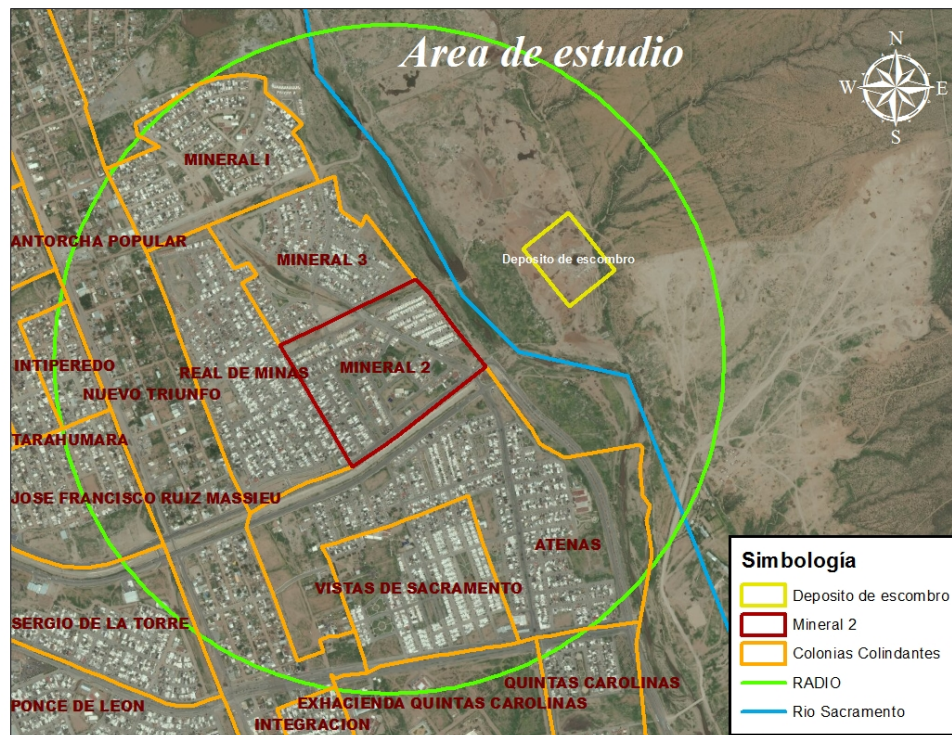 Area de estudio
N
W
E
S
MINERAL I
ANTORCHA POPULAR
MINERAL 3
Deposito de escombro
INTIPEREDO
REAL DE MINAS
MINERAL 2
NUEVO TRIUNFO
TARAHUMARA
JOSE FRANCISCO RUIZ MASSIEU
ATENAS
VISTAS DE SACRAMENTO
SERGIO DE LA TORRE
QUINTAS CAROLINAS
PONCE DE LEON
EXHACIENDA QUINTAS CAROLINAS
INTEGRACION
Simbología
Deposito de escombro
Mineral 2
Colonias Colindantes
RADIO
Rio Sacramento